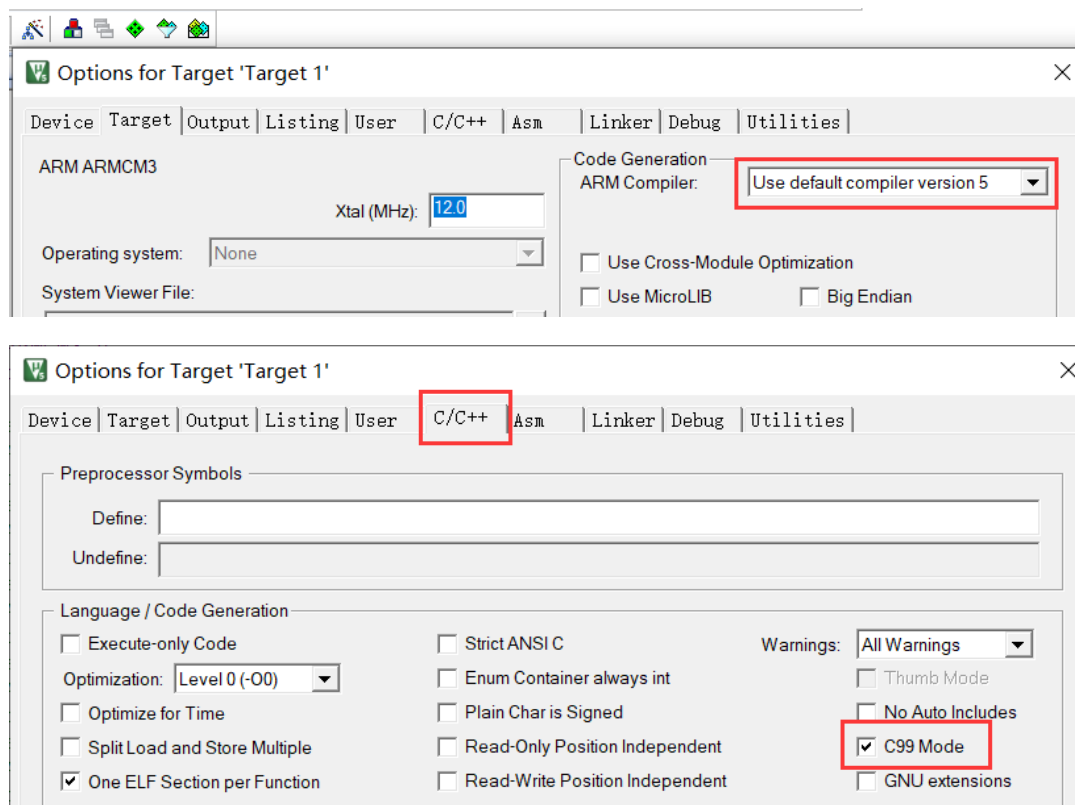 Options for Target 'Target 1'
Device Target Output Listing User C/C++ Asm Linker Debug Utilities
ARM ARMCM3
Code Generation
ARM Compiler: Use default compiler version 5
Xtal (MHz): 12.0
Operating system: None
Use Cross-Module Optimization
System Viewer File:
Use MicroLIB Big Endian
Options for Target 'Target 1'
Device Target Output Listing User C/C++ Asm Linker Debug Utilities
Preprocessor Symbols
Define:
Undefine:
Language / Code Generation
Execute-only Code Strict ANSI C Warnings: All Warnings
Optimization: Level 0 (-O0) Enum Container always int Thumb Mode
Optimize for Time Plain Char is Signed No Auto Includes
Split Load and Store Multiple Read-Only Position Independent C99 Mode
One ELF Section per Function Read-Write Position Independent GNU extensions